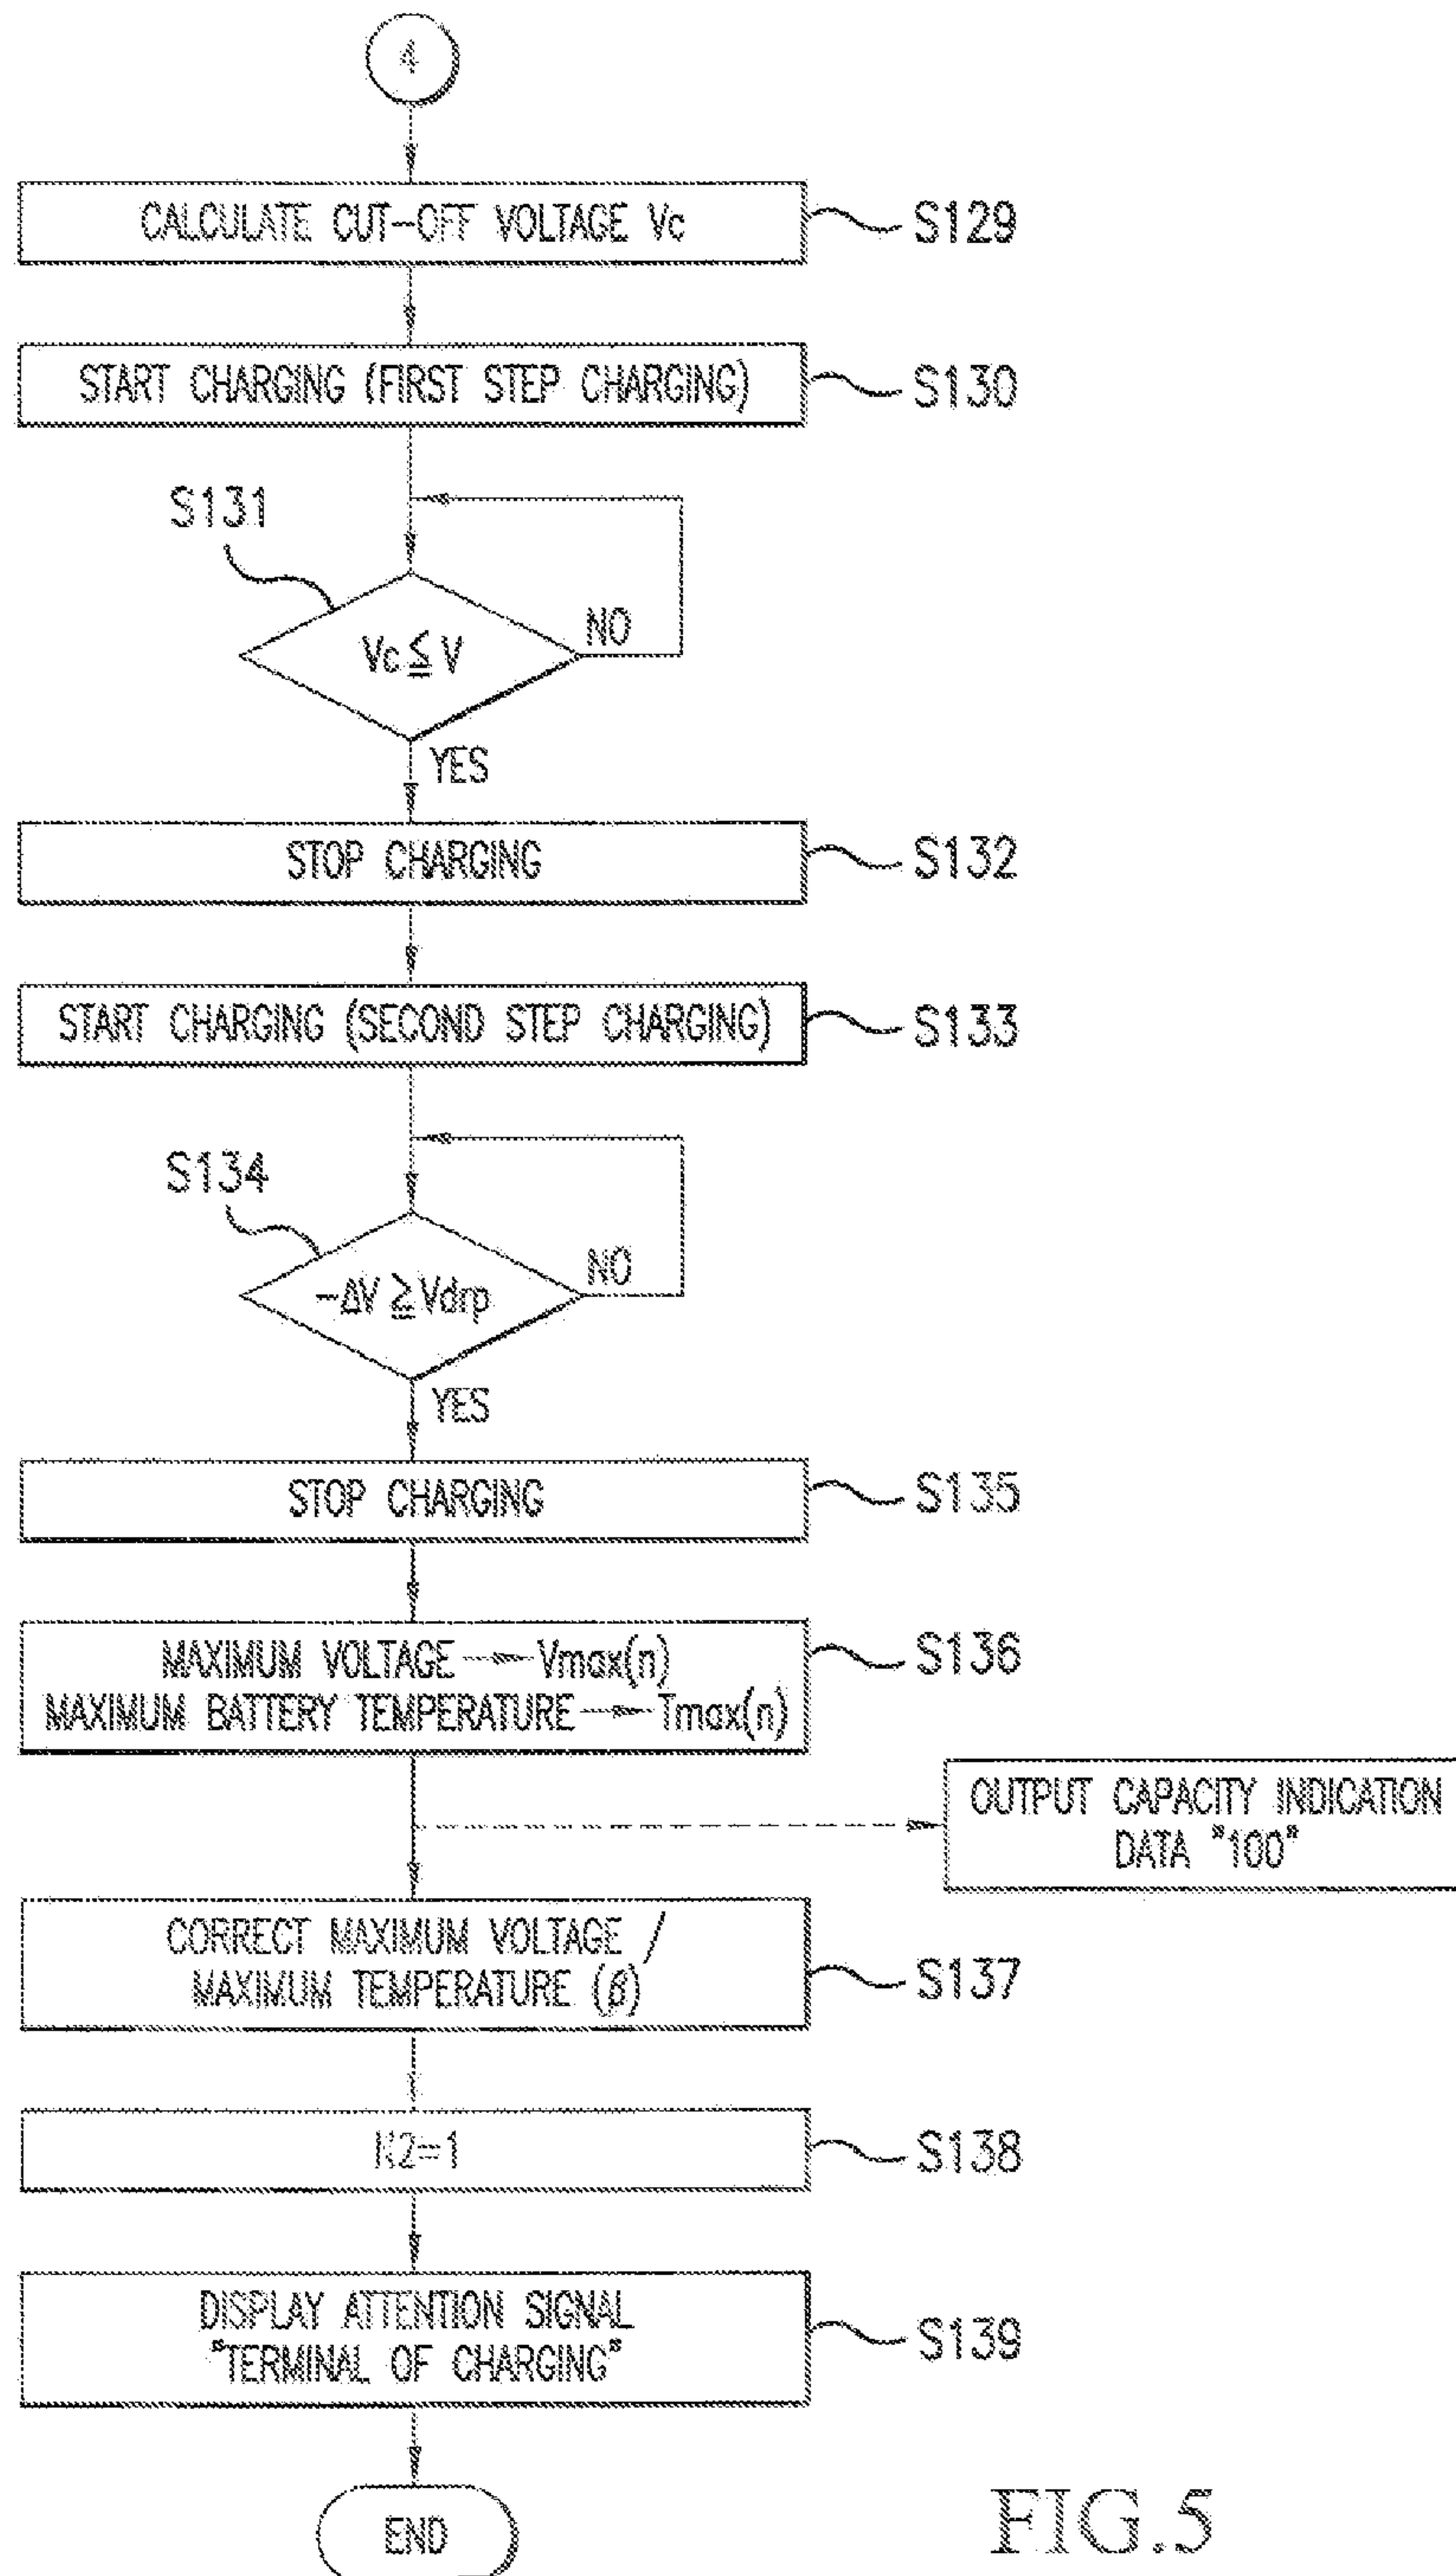 4
CALCULATE CUT-OFF VOLTAGE Vc
S129
START CHARGING (FIRST STEP CHARGING)
S130
S131
Vc≦V
NO
YES
STOP CHARGING
S132
START CHARGING (SECOND STEP CHARGING)
S133
S134
-ΔV≧Vdrp
NO
YES
STOP CHARGING
S135
MAXIMUM VOLTAGE → Vmax(n)
MAXIMUM BATTERY TEMPERATURE → Tmax(n)
S136
OUTPUT CAPACITY INDICATION
DATA "100"
CORRECT MAXIMUM VOLTAGE /
MAXIMUM TEMPERATURE (β)
S137
N2=1
S138
DISPLAY ATTENTION SIGNAL
"TERMINAL OF CHARGING"
S139
END
FIG.5